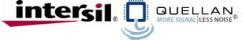 intersil®
QUELLAN
MORE SIGNAL LESS NOISE®